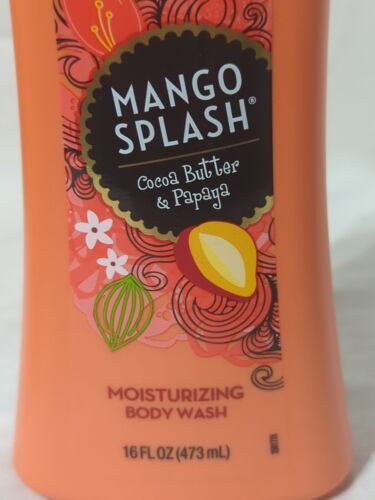 MANGO
SPLASH®
Cocoa Butter
& Papaya
MOISTURIZING
BODY WASH
16 FL OZ (473 mL)